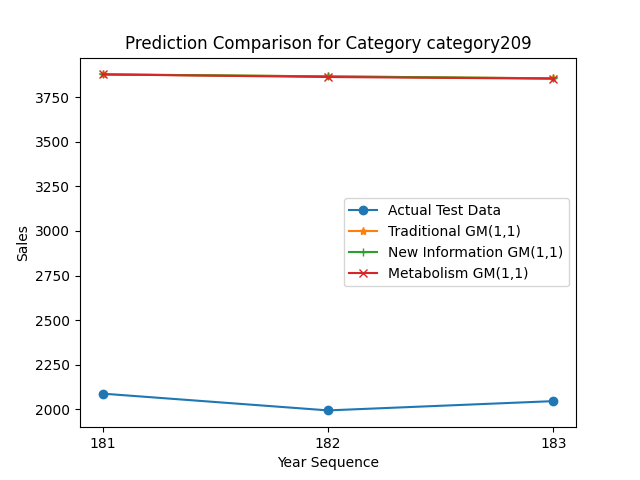 Prediction Comparison for Category category209
Sales
3750
3500
3250
3000
2750
2500
2250
2000
Actual Test Data
Traditional GM(1,1)
New Information GM(1,1)
Metabolism GM(1,1)
181
182
183
Year Sequence